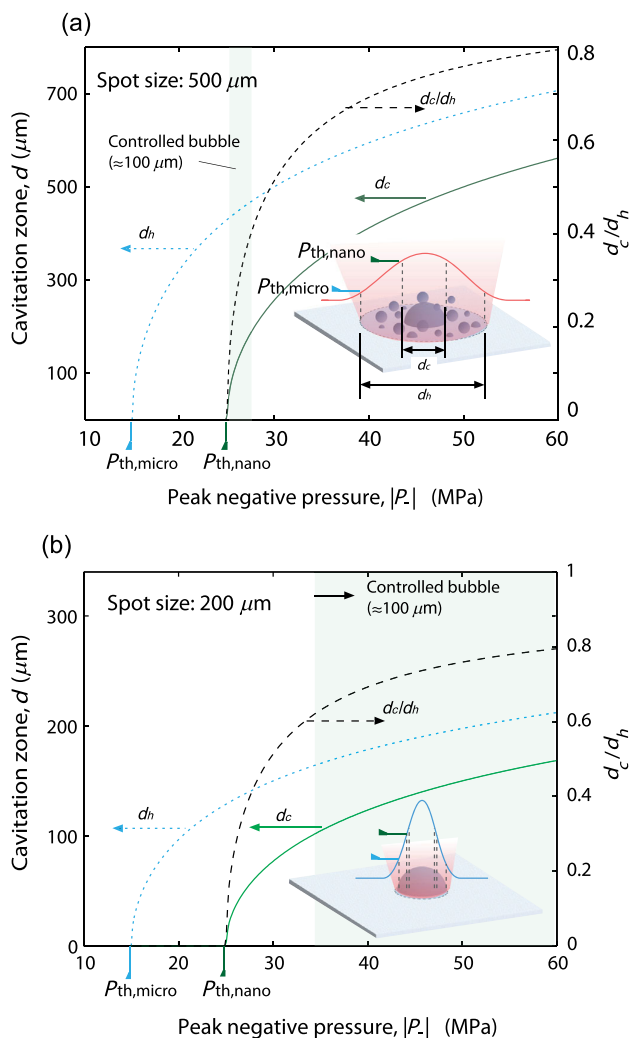 (a)
Spot size: 500 μm
Controlled bubble
(≈100 μm)
dc/dh
dc
dh
Pth,nano
Pth,micro
dc
dh
Cavitation zone, d (μm)
700
500
300
100
dc/dh
0.8
0.6
0.4
0.2
0
10 20 30 40 50 60
Pth,micro Pth,nano
Peak negative pressure, |P-| (MPa)
(b)
Spot size: 200 μm
Controlled bubble
(≈100 μm)
dc/dh
dh
dc
Cavitation zone, d (μm)
300
200
100
0
dc/dh
1
0.8
0.6
0.4
0.2
0
10 20 30 40 50 60
Pth,micro Pth,nano
Peak negative pressure, |P-| (MPa)